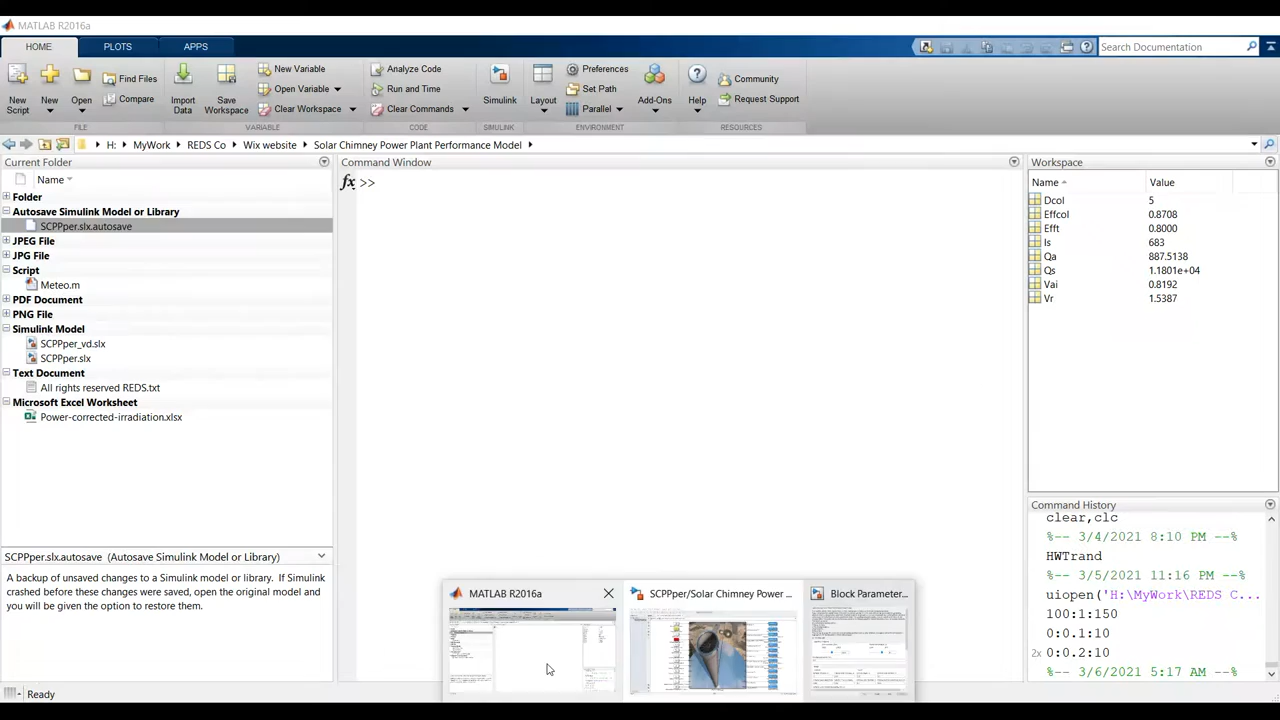 MATLAB R2016a
HOME
PLOTS
APPS
Search Documentation
New Script
New
Open
Find Files
Compare
Import Data
Save Workspace
New Variable
Open Variable
Clear Workspace
Analyze Code
Run and Time
Clear Commands
Simulink
Layout
Preferences
Set Path
Parallel
Add-Ons
Help
Community
Request Support
FILE
VARIABLE
CODE
SIMULINK
ENVIRONMENT
RESOURCES
H: MyWork REDS Co Wix website Solar Chimney Power Plant Performance Model
Current Folder
Name
Folder
Autosave Simulink Model or Library
SCPPper.slx.autosave
JPEG File
JPG File
Script
Meteo.m
PDF Document
PNG File
Simulink Model
SCPPper_vd.slx
SCPPper.slx
Text Document
All rights reserved REDS.txt
Microsoft Excel Worksheet
Power-corrected-irradiation.xlsx
SCPPper.slx.autosave (Autosave Simulink Model or Library)
A backup of unsaved changes to a Simulink model or library. If Simulink
crashed before these changes were saved, open the original model and
you will be given the option to restore them.
Command Window
fx >>
Workspace
Name Value
Dcol 5
Effcol 0.8708
Efft 0.8000
Is 683
Qa 887.5138
Qs 1.1801e+04
Vai 0.8192
Vr 1.5387
Command History
clear,clc
%-- 3/4/2021 8:10 PM --%
HWTrand
%-- 3/5/2021 11:16 PM --%
uiopen('H:\MyWork\REDS C...
100:1:150
0:0.1:10
2x 0:0.2:10
%-- 3/6/2021 5:17 AM --%
MATLAB R2016a
SCPPper/Solar Chimney Power ...
Block Parameter...
Ready